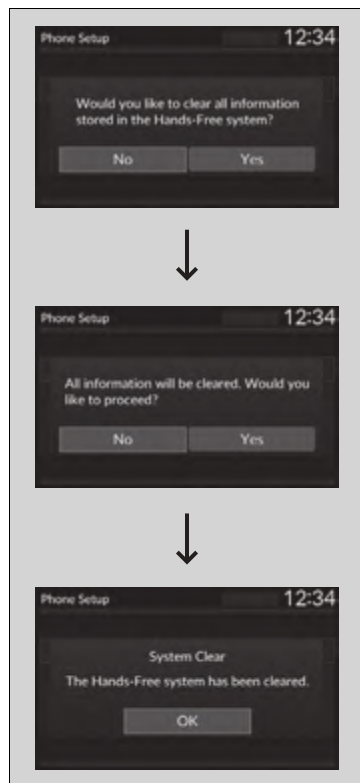 Phone Setup 12:34
Would you like to clear all information
stored in the Hands-Free system?
No Yes
Phone Setup 12:34
All information will be cleared. Would you
like to proceed?
No Yes
Phone Setup 12:34
System Clear
The Hands-Free system has been cleared.
OK